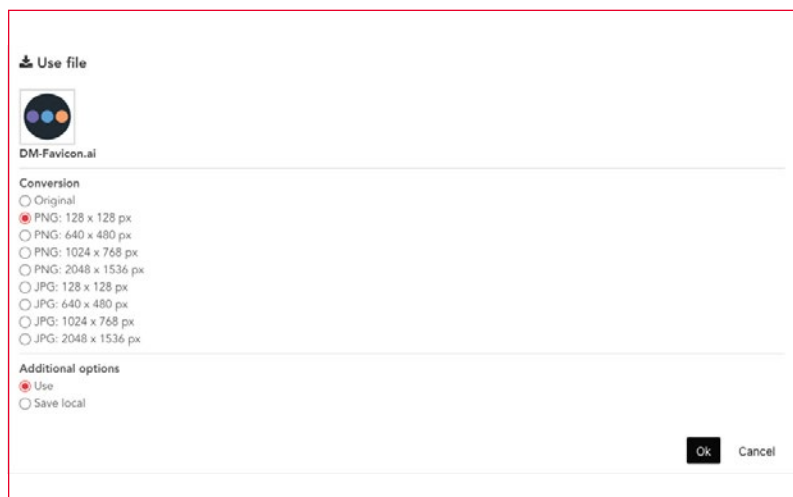 Use file
DM-Favicon.ai
Conversion
Original
PNG: 128 x 128 px
PNG: 640 x 480 px
PNG: 1024 x 768 px
PNG: 2048 x 1536 px
JPG: 128 x 128 px
JPG: 640 x 480 px
JPG: 1024 x 768 px
JPG: 2048 x 1536 px
Additional options
Use
Save local
Ok Cancel